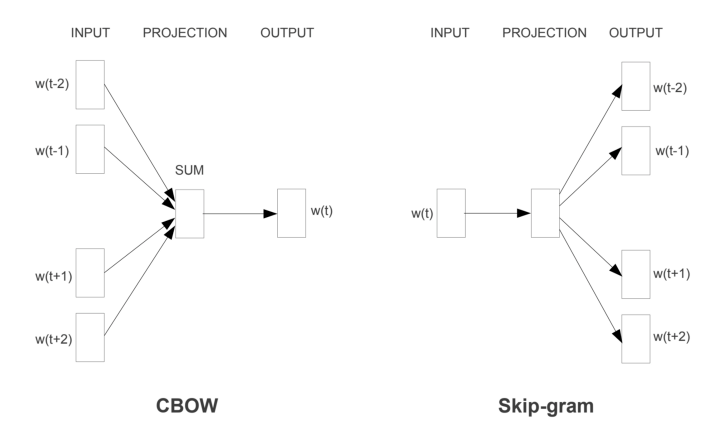 INPUT PROJECTION OUTPUT
w(t-2)
w(t-1)
SUM
w(t)
w(t+1)
w(t+2)
CBOW
INPUT PROJECTION OUTPUT
w(t-2)
w(t-1)
w(t)
w(t+1)
w(t+2)
Skip-gram